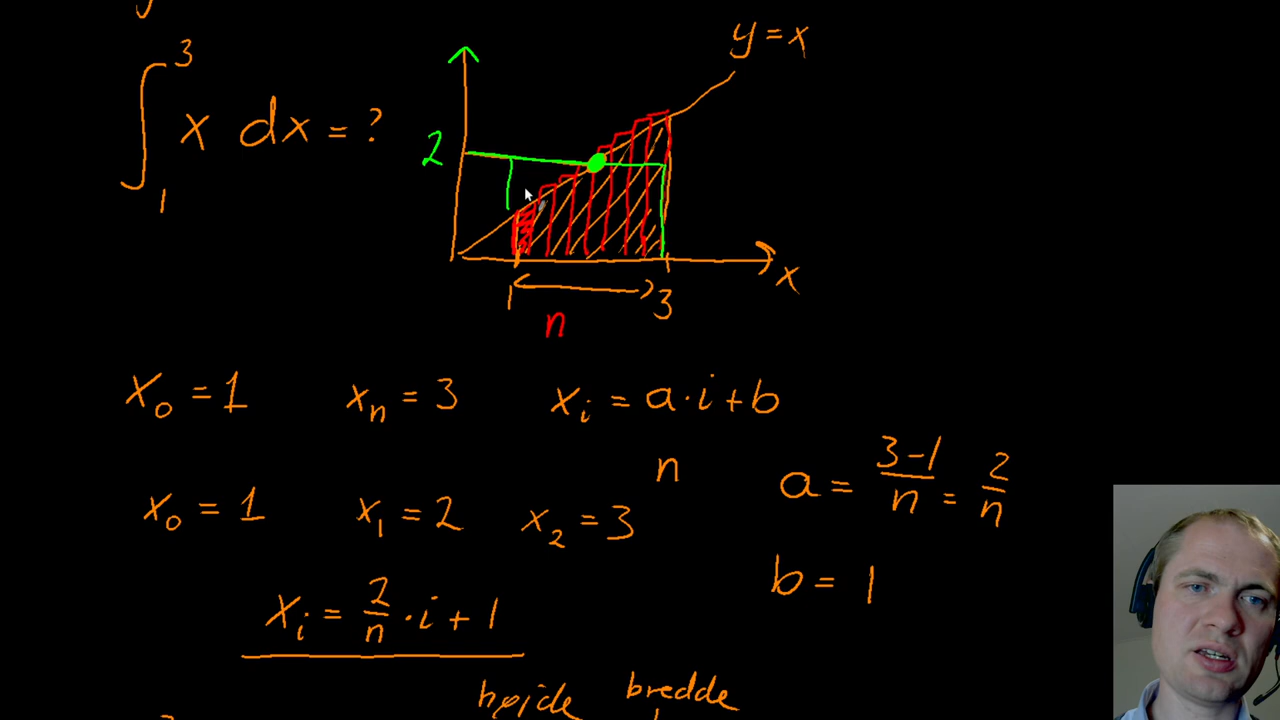 ∫₁³ x dx = ?
y = x
2
x
1
3
n
x₀ = 1    xₙ = 3    xᵢ = a·i+b
n
a = (3-1)/n = 2/n
x₀ = 1    x₁ = 2    x₂ = 3
b = 1
xᵢ = 2/n · i + 1
bredde